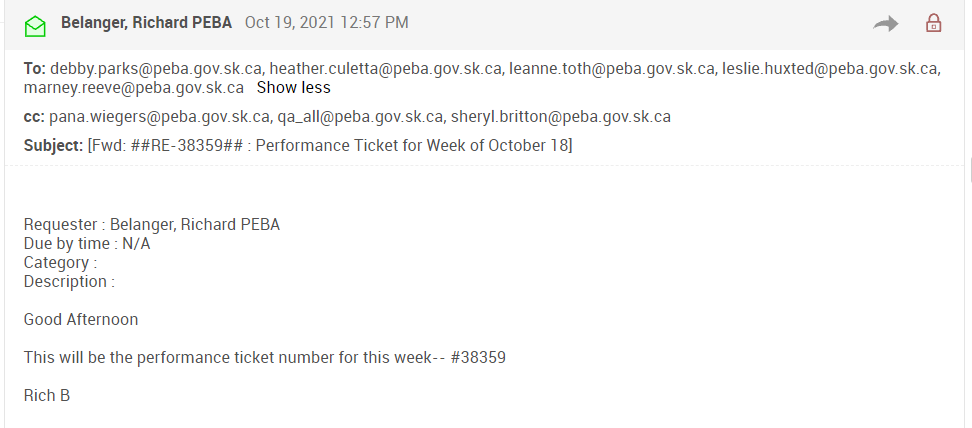 Belanger, Richard PEBA Oct 19, 2021 12:57 PM
To: debby.parks@peba.gov.sk.ca, heather.culetta@peba.gov.sk.ca, leanne.toth@peba.gov.sk.ca, leslie.huxted@peba.gov.sk.ca,
marney.reeve@peba.gov.sk.ca Show less
cc: pana.wiegers@peba.gov.sk.ca, qa_all@peba.gov.sk.ca, sheryl.britton@peba.gov.sk.ca
Subject: [Fwd: ##RE-38359## : Performance Ticket for Week of October 18]
Requester : Belanger, Richard PEBA
Due by time : N/A
Category :
Description :
Good Afternoon
This will be the performance ticket number for this week-- #38359
Rich B